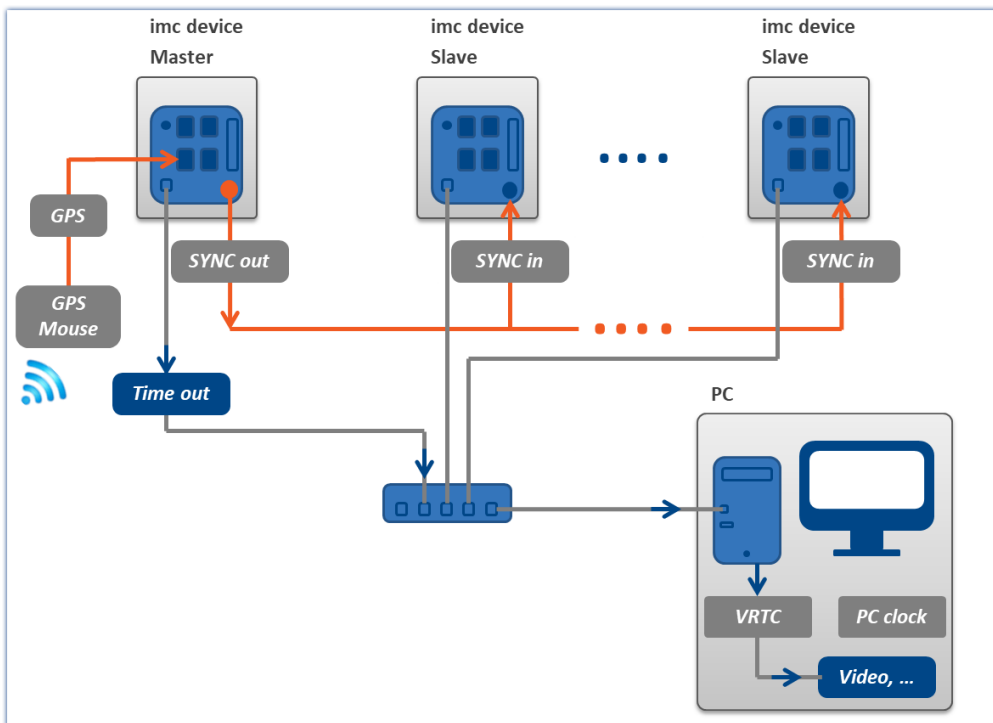 imc device
Master
imc device
Slave
imc device
Slave
GPS
SYNC out
SYNC in
SYNC in
GPS
Mouse
Time out
PC
VRTC
PC clock
Video, ...